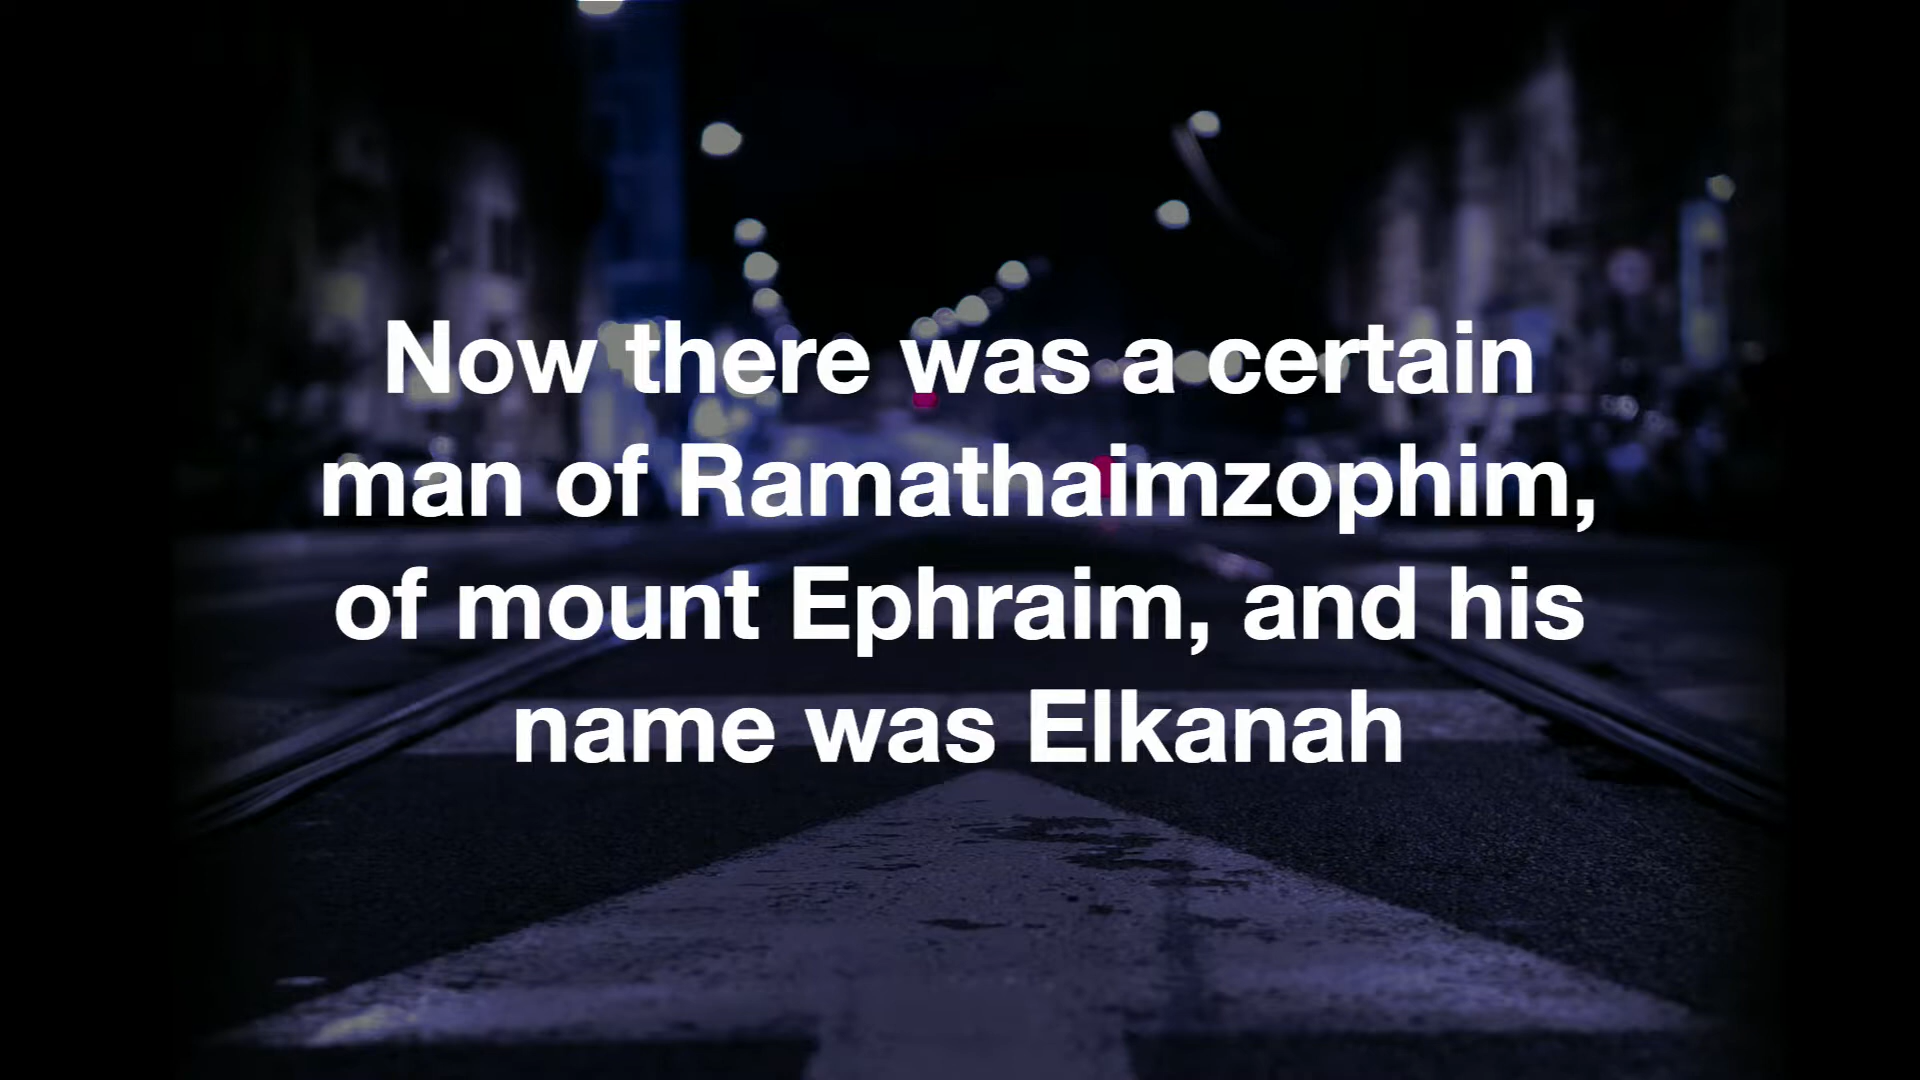 Now there was a certain
man of Ramathaimzophim,
of mount Ephraim, and his
name was Elkanah